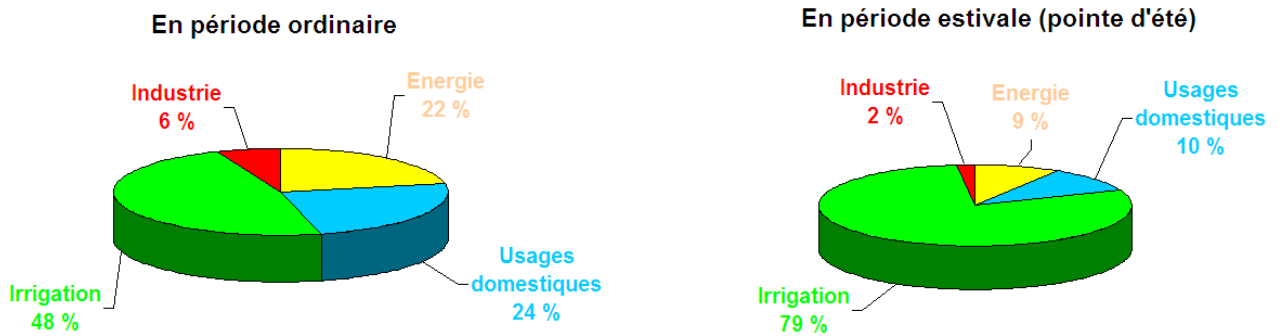 En période ordinaire
Industrie
6 %
Energie
22 %
Irrigation
48 %
Usages
domestiques
24 %
En période estivale (pointe d'été)
Industrie
2 %
Energie
9 %
Usages
domestiques
10 %
Irrigation
79 %